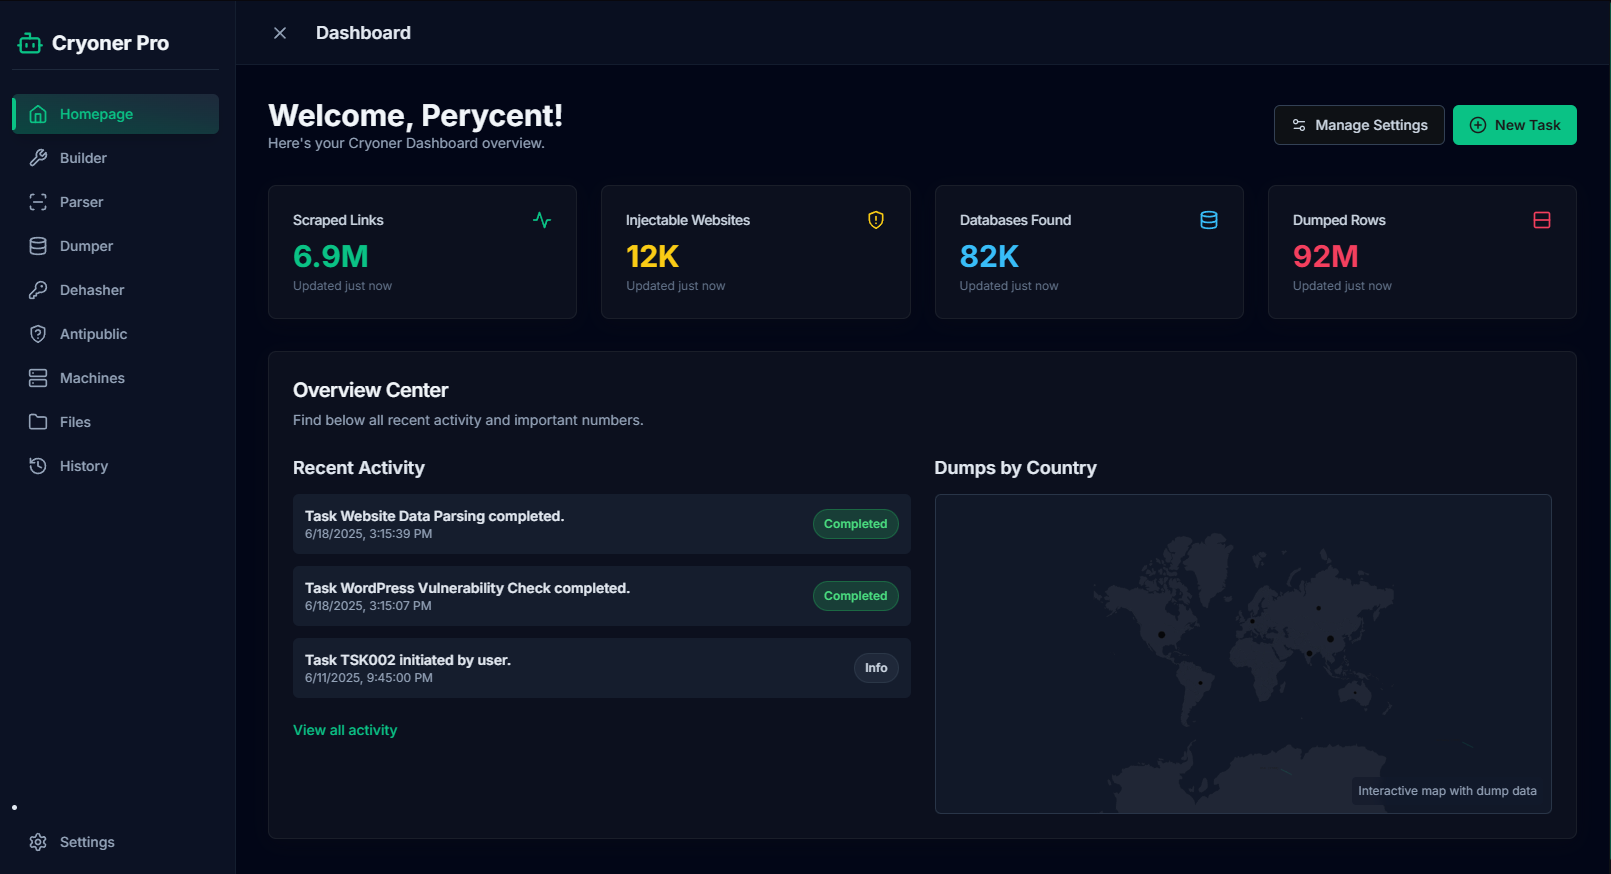 Cryoner Pro
Homepage
Builder
Parser
Dumper
Dehasher
Antipublic
Machines
Files
History
Settings
Dashboard
Welcome, Perycent!
Here's your Cryoner Dashboard overview.
Manage Settings
New Task
Scraped Links
6.9M
Updated just now
Injectable Websites
12K
Updated just now
Databases Found
82K
Updated just now
Dumped Rows
92M
Updated just now
Overview Center
Find below all recent activity and important numbers.
Recent Activity
Task Website Data Parsing completed.
6/18/2025, 3:15:39 PM
Completed
Task WordPress Vulnerability Check completed.
6/18/2025, 3:15:07 PM
Completed
Task TSK002 initiated by user.
6/11/2025, 9:45:00 PM
Info
View all activity
Dumps by Country
Interactive map with dump data